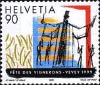 HELVETIA
90
FÊTE DES VIGNERONS - VEVEY 1999